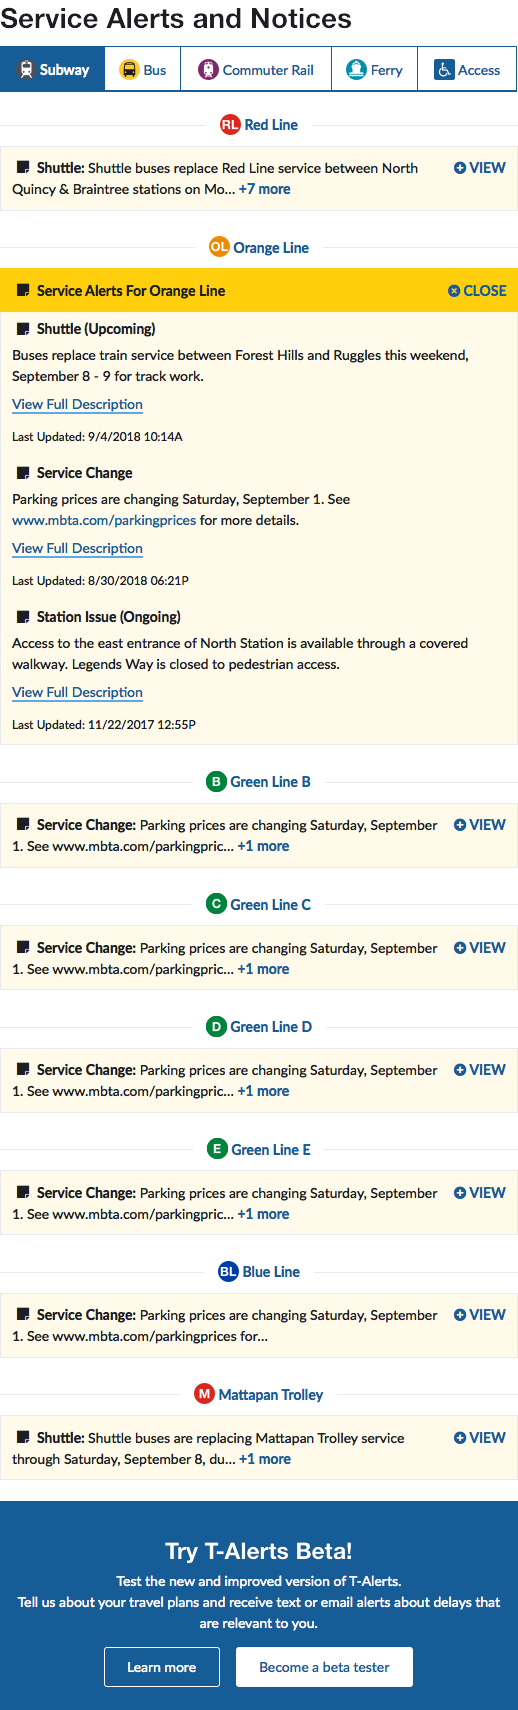 Service Alerts and Notices
Subway Bus Commuter Rail Ferry Access
RL Red Line
Shuttle: Shuttle buses replace Red Line service between North VIEW
Quincy & Braintree stations on Mo... +7 more
OL Orange Line
Service Alerts For Orange Line CLOSE
Shuttle (Upcoming)
Buses replace train service between Forest Hills and Ruggles this weekend,
September 8 - 9 for track work.
View Full Description
Last Updated: 9/4/2018 10:14A
Service Change
Parking prices are changing Saturday, September 1. See
www.mbta.com/parkingprices for more details.
View Full Description
Last Updated: 8/30/2018 06:21P
Station Issue (Ongoing)
Access to the east entrance of North Station is available through a covered
walkway. Legends Way is closed to pedestrian access.
View Full Description
Last Updated: 11/22/2017 12:55P
B Green Line B
Service Change: Parking prices are changing Saturday, September VIEW
1. See www.mbta.com/parkingpric... +1 more
C Green Line C
Service Change: Parking prices are changing Saturday, September VIEW
1. See www.mbta.com/parkingpric... +1 more
D Green Line D
Service Change: Parking prices are changing Saturday, September VIEW
1. See www.mbta.com/parkingpric... +1 more
E Green Line E
Service Change: Parking prices are changing Saturday, September VIEW
1. See www.mbta.com/parkingpric... +1 more
BL Blue Line
Service Change: Parking prices are changing Saturday, September VIEW
1. See www.mbta.com/parkingprices for...
M Mattapan Trolley
Shuttle: Shuttle buses are replacing Mattapan Trolley service VIEW
through Saturday, September 8, du... +1 more
Try T-Alerts Beta!
Test the new and improved version of T-Alerts.
Tell us about your travel plans and receive text or email alerts about delays that
are relevant to you.
Learn more Become a beta tester